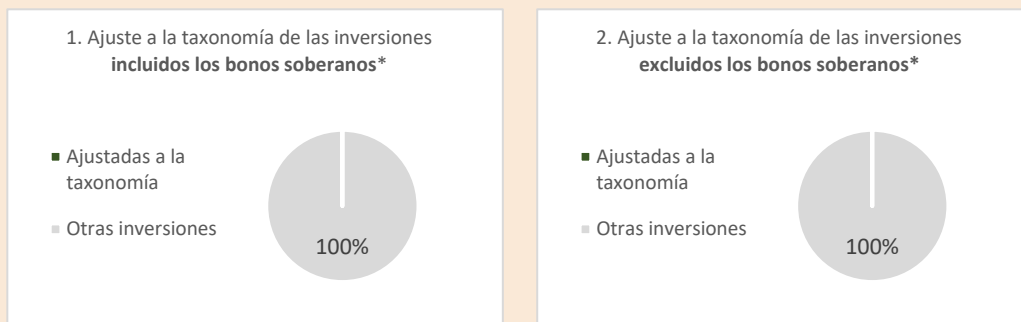 1. Ajuste a la taxonomía de las inversiones
incluidos los bonos soberanos*
Ajustadas a la
taxonomía
Otras inversiones
100%
2. Ajuste a la taxonomía de las inversiones
excluidos los bonos soberanos*
Ajustadas a la
taxonomía
Otras inversiones
100%